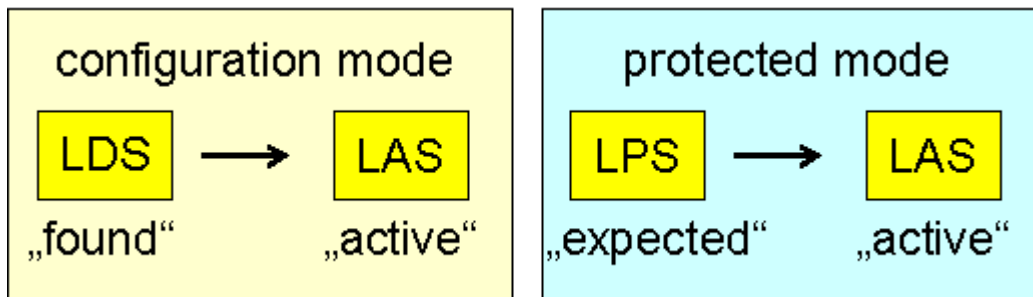 configuration mode
LDS LAS
„found“ „active“
protected mode
LPS LAS
„expected“ „active“